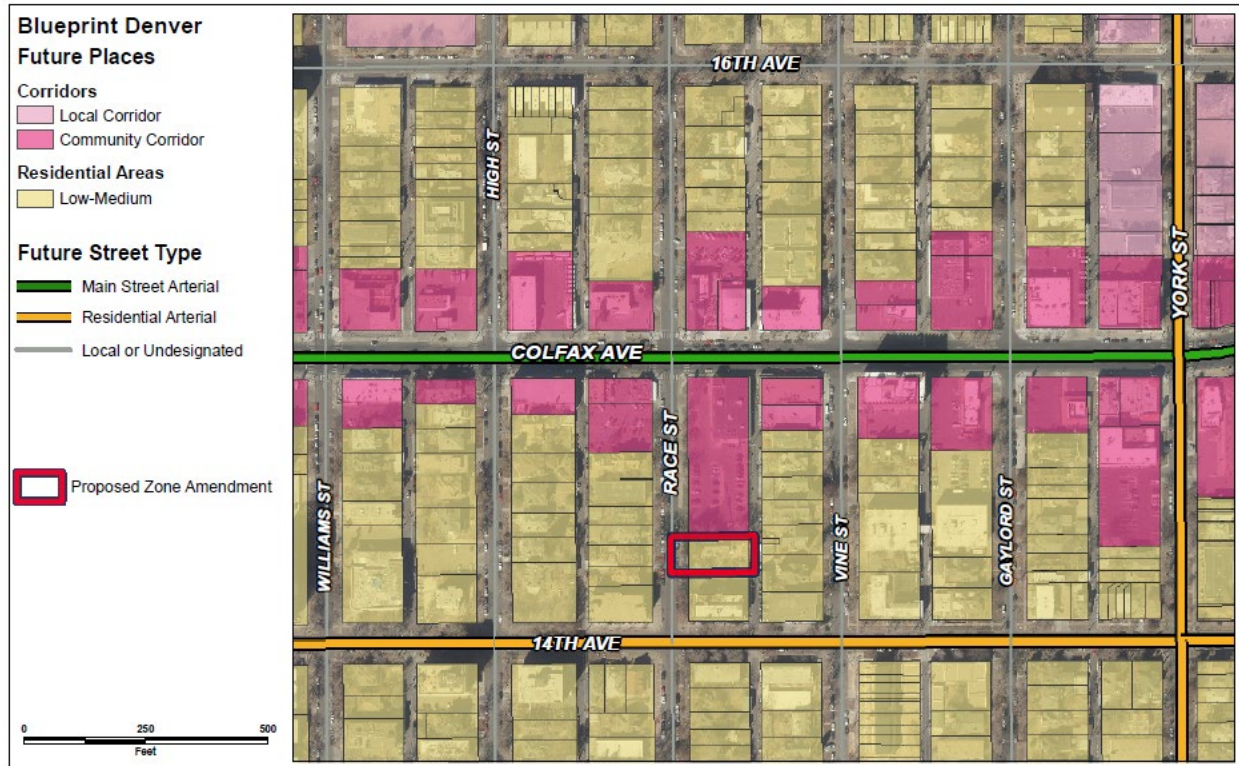 Blueprint Denver
Future Places
Corridors
Local Corridor
Community Corridor
Residential Areas
Low-Medium
Future Street Type
Main Street Arterial
Residential Arterial
Local or Undesignated
Proposed Zone Amendment
0 250 500
Feet
16TH AVE
HIGH ST
YORK ST
COLFAX AVE
RACE ST
WILLIAMS ST
VINE ST
GAYLORD ST
14TH AVE